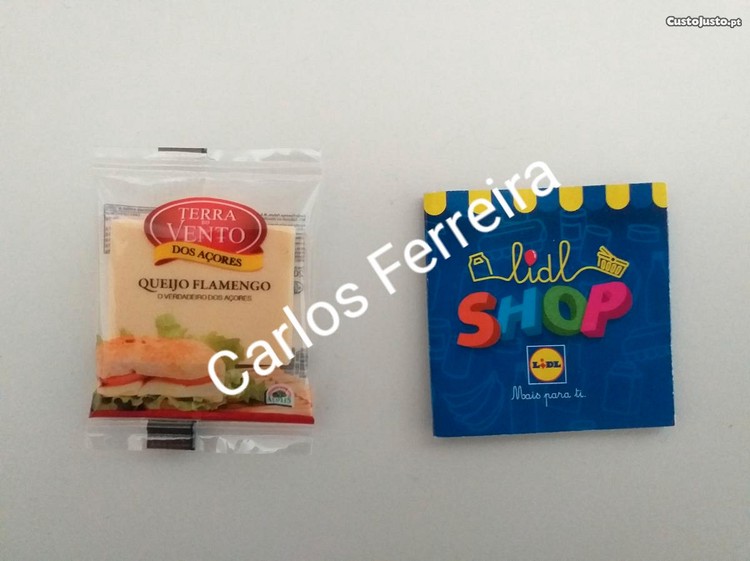 CustoJusto.pt
TERRA
DO
VENTO
DOS AÇORES
QUEIJO FLAMENGO
O VERDADEIRO DOS AÇORES
Carlos Ferreira
lidl
SHOP
LIDL
Mais para ti.